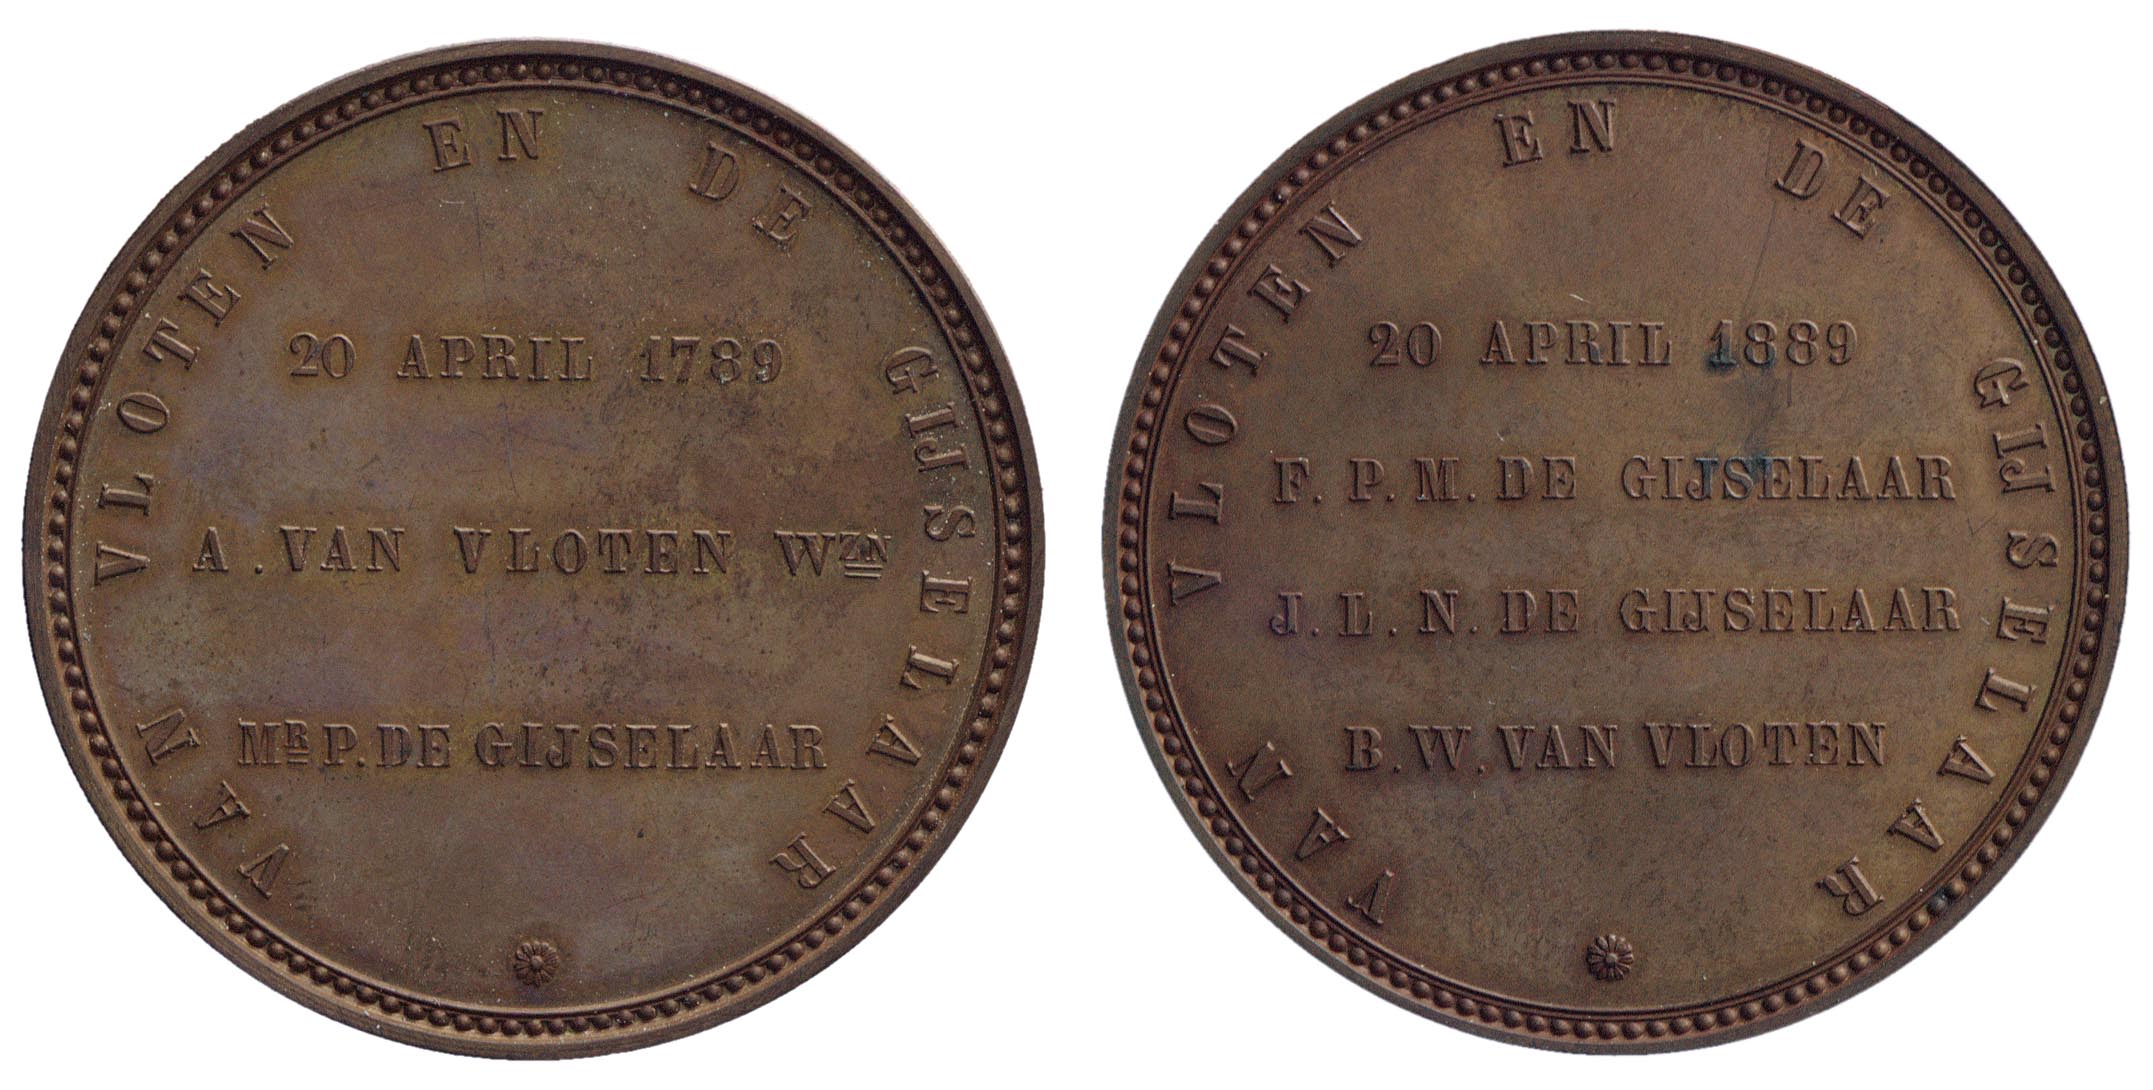 VAN VLOTEN EN DE GIJSELAAR
20 APRIL 1789
A. VAN VLOTEN WZN
MR P. DE GIJSELAAR
VAN VLOTEN EN DE GIJSELAAR
20 APRIL 1889
F. P. M. DE GIJSELAAR
J. L. N. DE GIJSELAAR
B. W. VAN VLOTEN